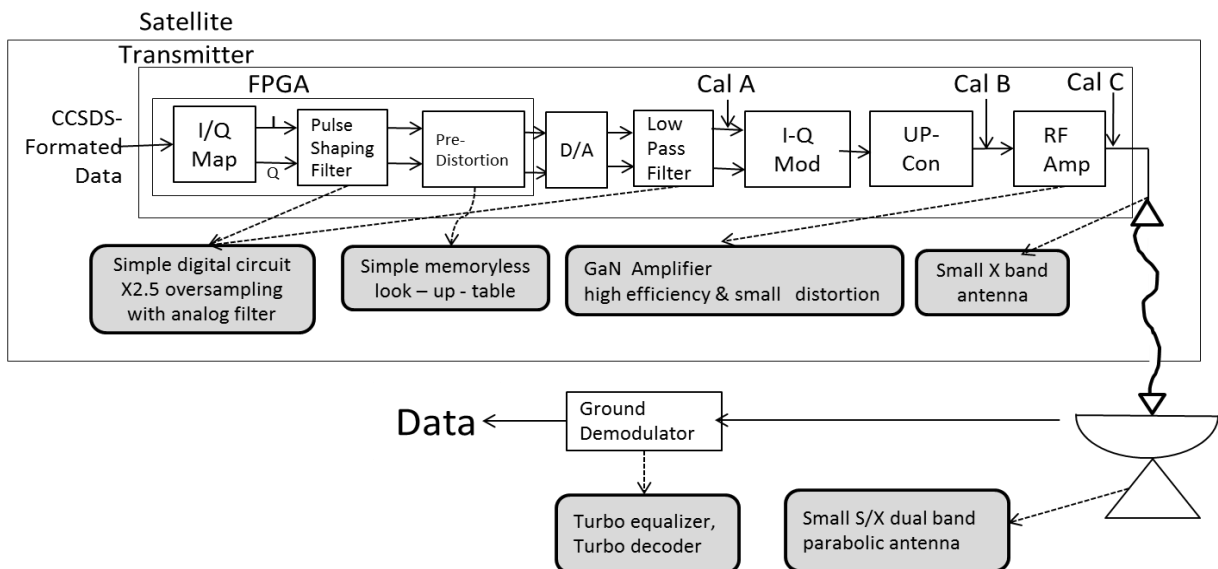 Satellite
Transmitter
FPGA
Cal A
Cal B
Cal C
CCSDS-
Formated
Data
I/Q
Map
I
Q
Pulse
Shaping
Filter
Pre-
Distortion
D/A
Low
Pass
Filter
I-Q
Mod
UP-
Con
RF
Amp
Simple digital circuit
X2.5 oversampling
with analog filter
Simple memoryless
look – up - table
GaN Amplifier
high efficiency & small distortion
Small X band
antenna
Data
Ground
Demodulator
Turbo equalizer,
Turbo decoder
Small S/X dual band
parabolic antenna